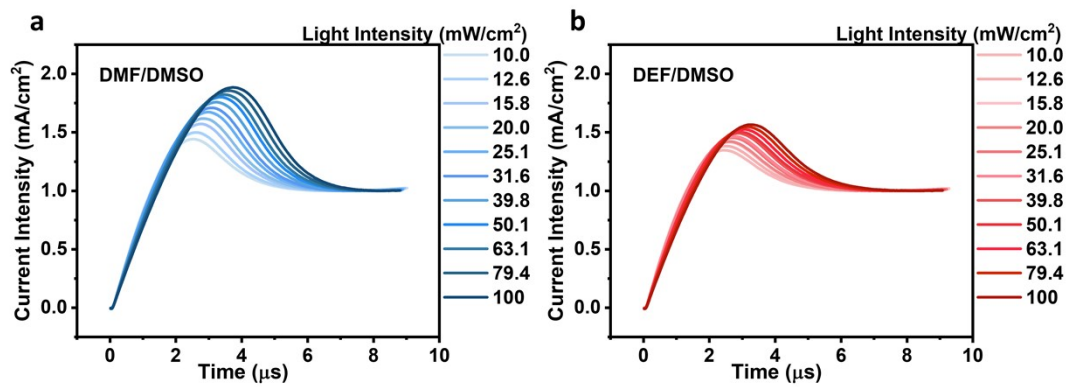 a
Light Intensity (mW/cm²)
DMF/DMSO
10.0
12.6
15.8
20.0
25.1
31.6
39.8
50.1
63.1
79.4
100
Current Intensity (mA/cm²)
2.0
1.5
1.0
0.5
0.0
0 2 4 6 8 10
Time (μs)
b
Light Intensity (mW/cm²)
DEF/DMSO
10.0
12.6
15.8
20.0
25.1
31.6
39.8
50.1
63.1
79.4
100
Current Intensity (mA/cm²)
2.0
1.5
1.0
0.5
0.0
0 2 4 6 8 10
Time (μs)